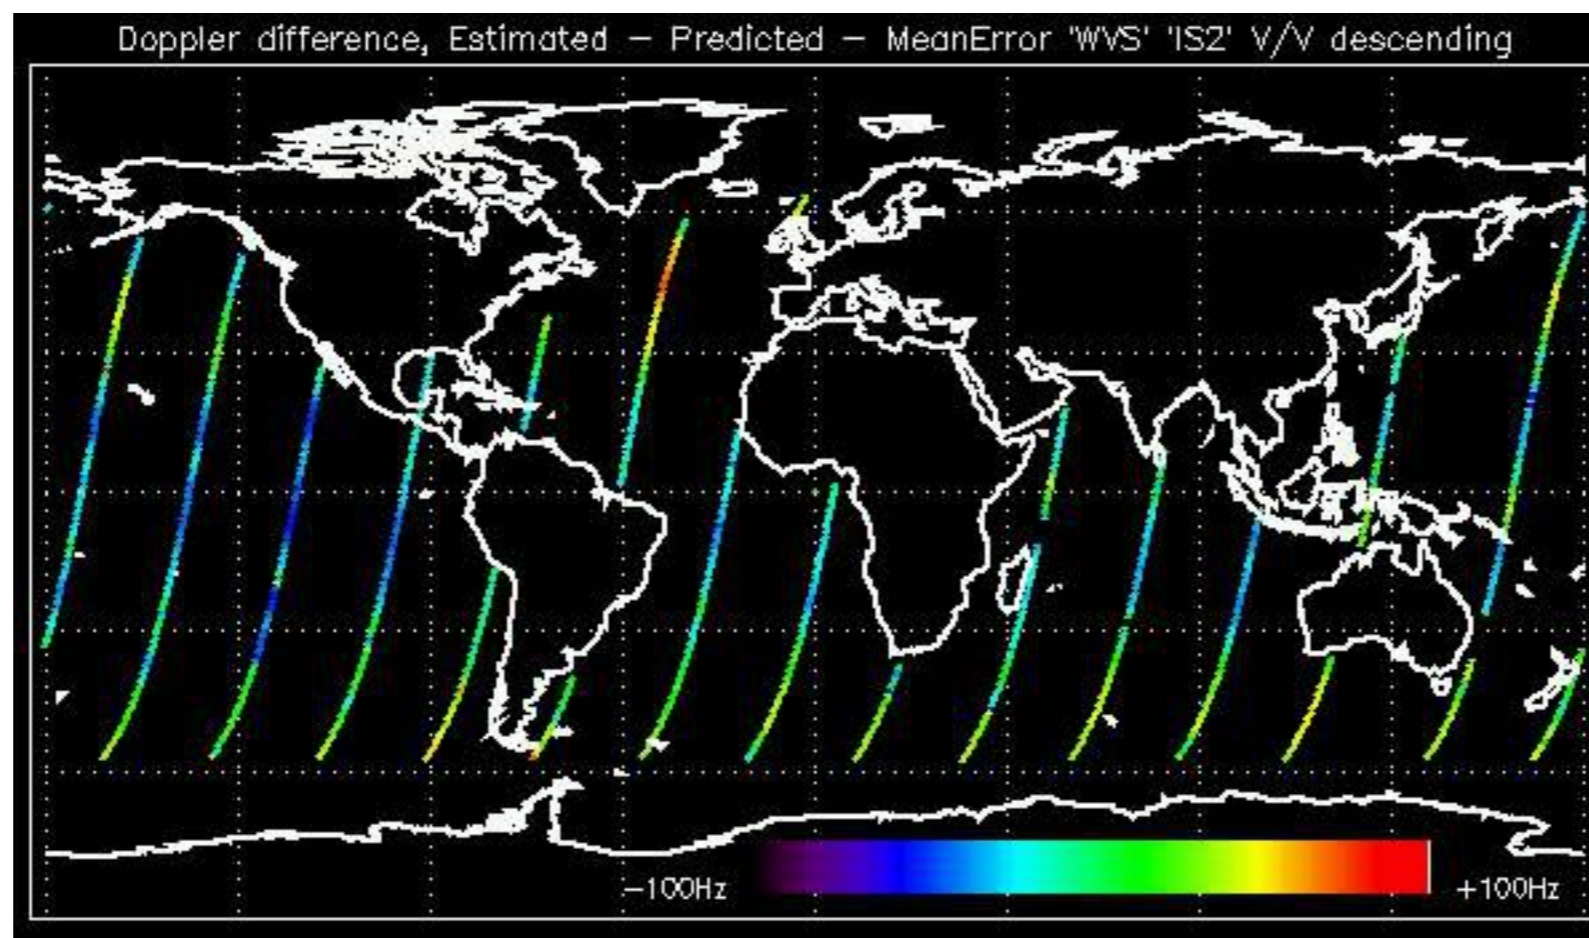 Doppler difference, Estimated – Predicted – MeanError 'WVS' 'IS2' V/V descending
–100Hz +100Hz